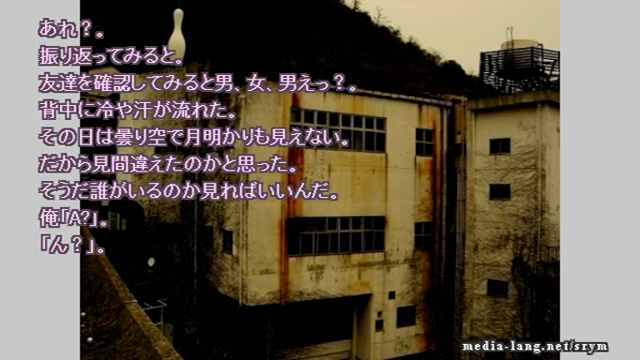 あれ？。
振り返ってみると。
友達を確認してみると男、女、男えっ？。
背中に冷や汗が流れた。
その日は曇り空で月明かりも見えない。
だから見間違えたのかと思った。
そうだ誰がいるのか見ればいいんだ。
俺｢A?｣。
｢ん？｣。
media-lang.net/srym